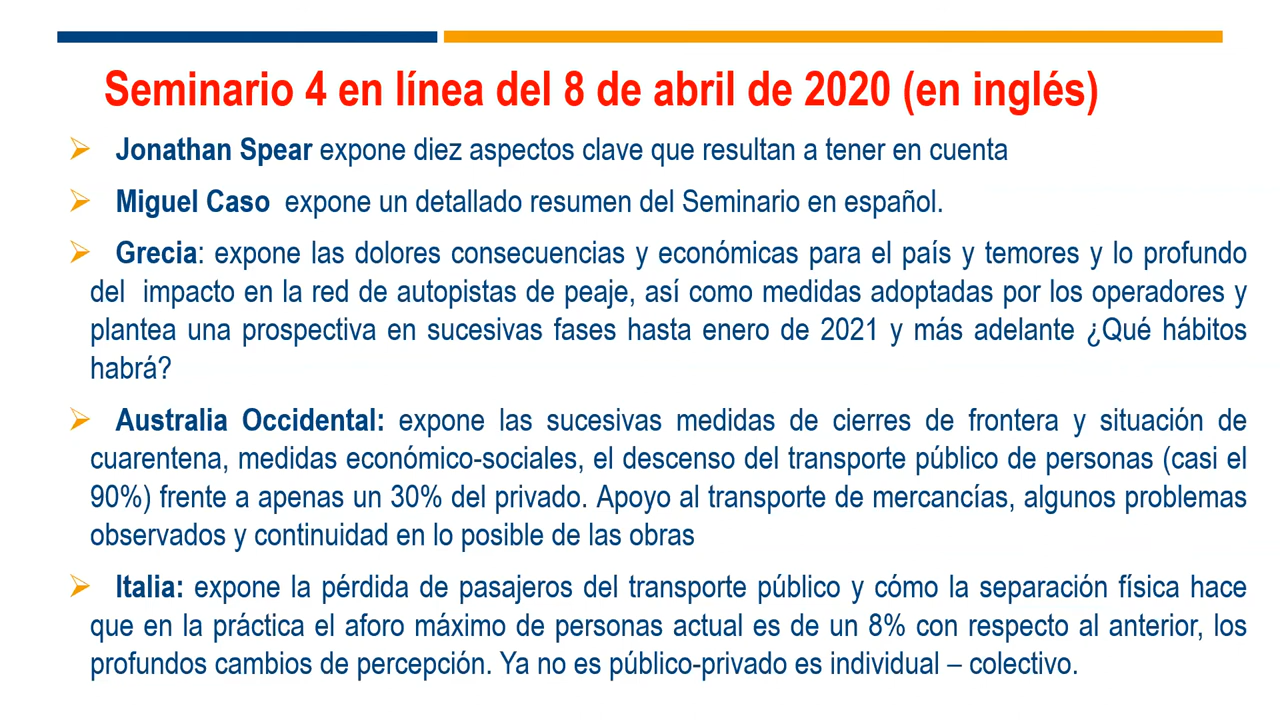 Seminario 4 en línea del 8 de abril de 2020 (en inglés)
Jonathan Spear expone diez aspectos clave que resultan a tener en cuenta
Miguel Caso expone un detallado resumen del Seminario en español.
Grecia: expone las dolores consecuencias y económicas para el país y temores y lo profundo
del impacto en la red de autopistas de peaje, así como medidas adoptadas por los operadores y
plantea una prospectiva en sucesivas fases hasta enero de 2021 y más adelante ¿Qué hábitos
habrá?
Australia Occidental: expone las sucesivas medidas de cierres de frontera y situación de
cuarentena, medidas económico-sociales, el descenso del transporte público de personas (casi el
90%) frente a apenas un 30% del privado. Apoyo al transporte de mercancías, algunos problemas
observados y continuidad en lo posible de las obras
Italia: expone la pérdida de pasajeros del transporte público y cómo la separación física hace
que en la práctica el aforo máximo de personas actual es de un 8% con respecto al anterior, los
profundos cambios de percepción. Ya no es público-privado es individual – colectivo.